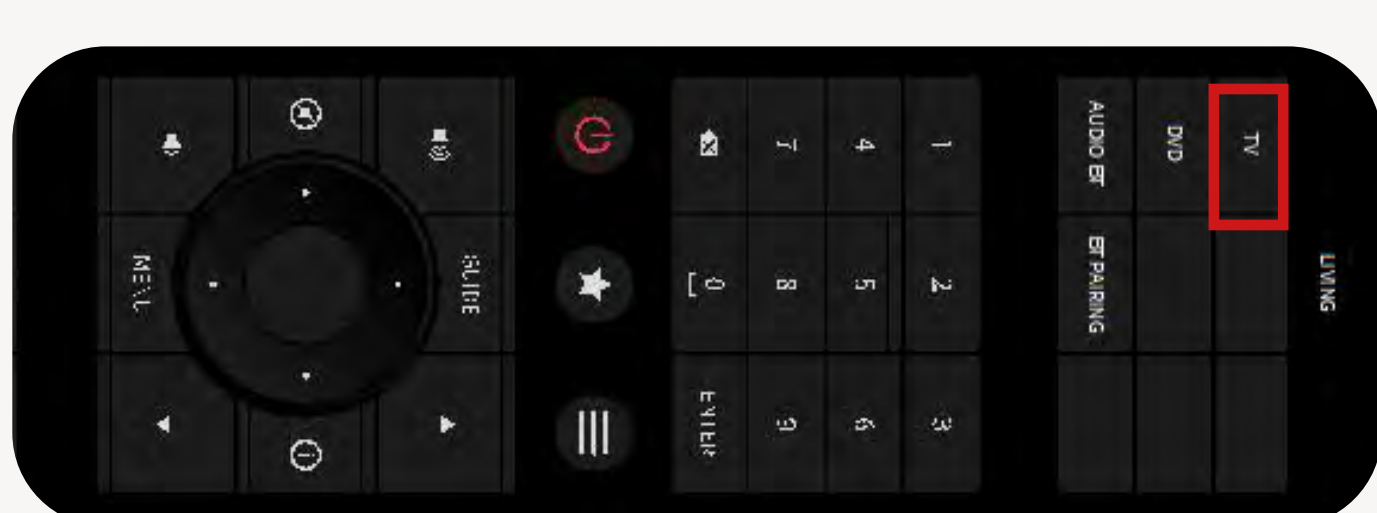 LIVING
TV
DVD
AUDIO BT BT PAIRING
1 2 3
4 5 6
7 8 9
0 ENTER
GUIDE
MENU